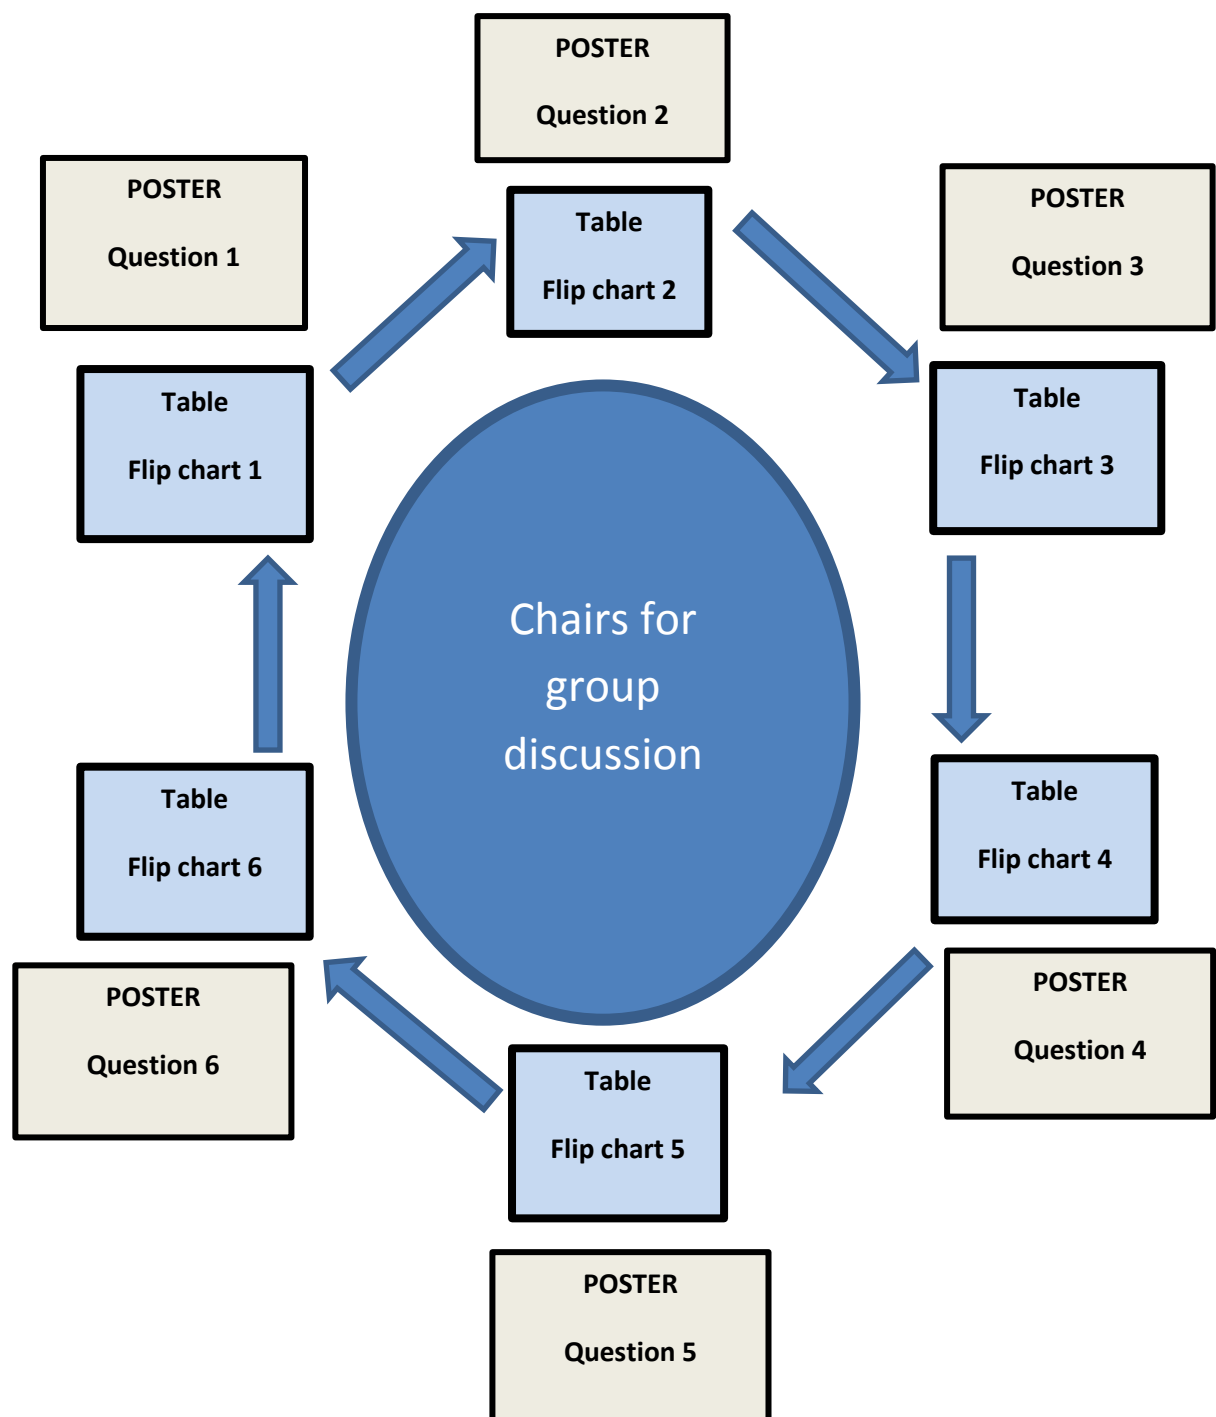 POSTER
Question 2
POSTER
Question 1
POSTER
Question 3
Table
Flip chart 2
Table
Flip chart 1
Table
Flip chart 3
Chairs for
group
discussion
Table
Flip chart 6
Table
Flip chart 4
POSTER
Question 6
POSTER
Question 4
Table
Flip chart 5
POSTER
Question 5